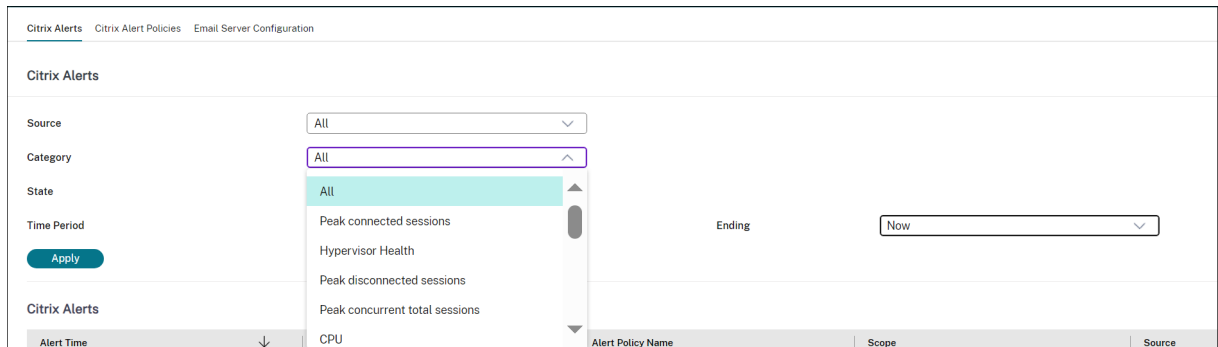 Citrix Alerts Citrix Alert Policies Email Server Configuration
Citrix Alerts
Source All
Category All
State All
Time Period Peak connected sessions Ending Now
Hypervisor Health
Apply
Peak disconnected sessions
Citrix Alerts Peak concurrent total sessions
Alert Time CPU Alert Policy Name Scope Source